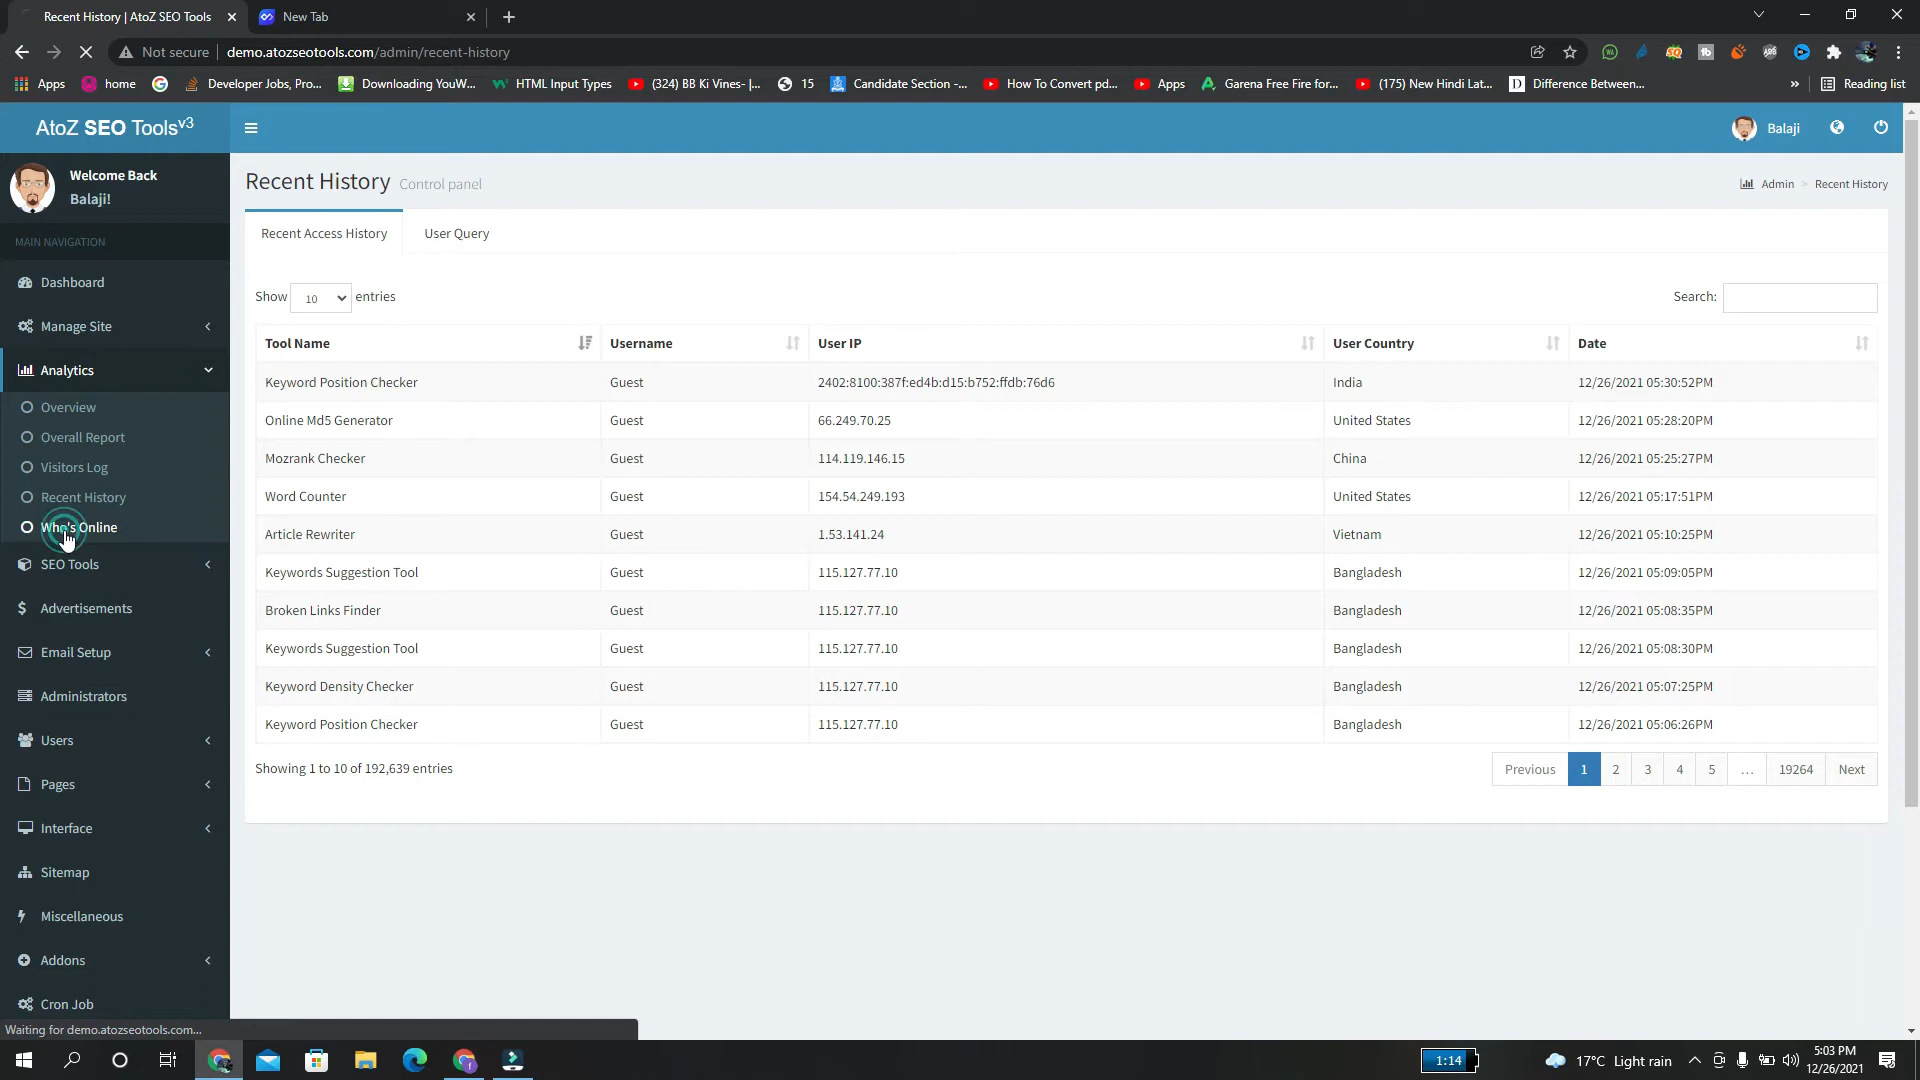 Recent History | AtoZ SEO Tools
New Tab
Not secure
demo.atozseotools.com/admin/recent-history
Apps
home
Developer Jobs, Pro...
Downloading YouW...
HTML Input Types
(324) BB Ki Vines- |...
15
Candidate Section -...
How To Convert pd...
Apps
Garena Free Fire for...
(175) New Hindi Lat...
Difference Between...
»
Reading list
AtoZ SEO Tools v3
Balaji
Welcome Back
Balaji!
MAIN NAVIGATION
Dashboard
Manage Site
Analytics
Overview
Overall Report
Visitors Log
Recent History
Who's Online
SEO Tools
Advertisements
Email Setup
Administrators
Users
Pages
Interface
Sitemap
Miscellaneous
Addons
Cron Job
Waiting for demo.atozseotools.com...
Recent History Control panel
Admin > Recent History
Recent Access History User Query
Show 10 entries
Search:
Tool Name Username User IP User Country Date
Keyword Position Checker Guest 2402:8100:387f:ed4b:d15:b752:ffdb:76d6 India 12/26/2021 05:30:52PM
Online Md5 Generator Guest 66.249.70.25 United States 12/26/2021 05:28:20PM
Mozrank Checker Guest 114.119.146.15 China 12/26/2021 05:25:27PM
Word Counter Guest 154.54.249.193 United States 12/26/2021 05:17:51PM
Article Rewriter Guest 1.53.141.24 Vietnam 12/26/2021 05:10:25PM
Keywords Suggestion Tool Guest 115.127.77.10 Bangladesh 12/26/2021 05:09:05PM
Broken Links Finder Guest 115.127.77.10 Bangladesh 12/26/2021 05:08:35PM
Keywords Suggestion Tool Guest 115.127.77.10 Bangladesh 12/26/2021 05:08:30PM
Keyword Density Checker Guest 115.127.77.10 Bangladesh 12/26/2021 05:07:25PM
Keyword Position Checker Guest 115.127.77.10 Bangladesh 12/26/2021 05:06:26PM
Showing 1 to 10 of 192,639 entries
Previous 1 2 3 4 5 … 19264 Next
1:14
17°C Light rain
5:03 PM
12/26/2021